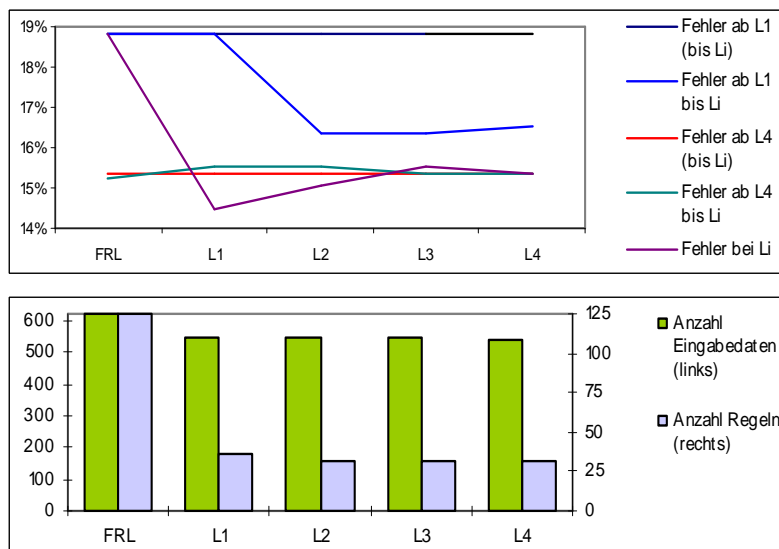 19%
18%
17%
16%
15%
14%
FRL L1 L2 L3 L4
Fehler ab L1
(bis Li)
Fehler ab L1
bis Li
Fehler ab L4
(bis Li)
Fehler ab L4
bis Li
Fehler bei Li
600
500
400
300
200
100
0
125
100
75
50
25
0
FRL L1 L2 L3 L4
Anzahl
Eingabedaten
(links)
Anzahl Regeln
(rechts)